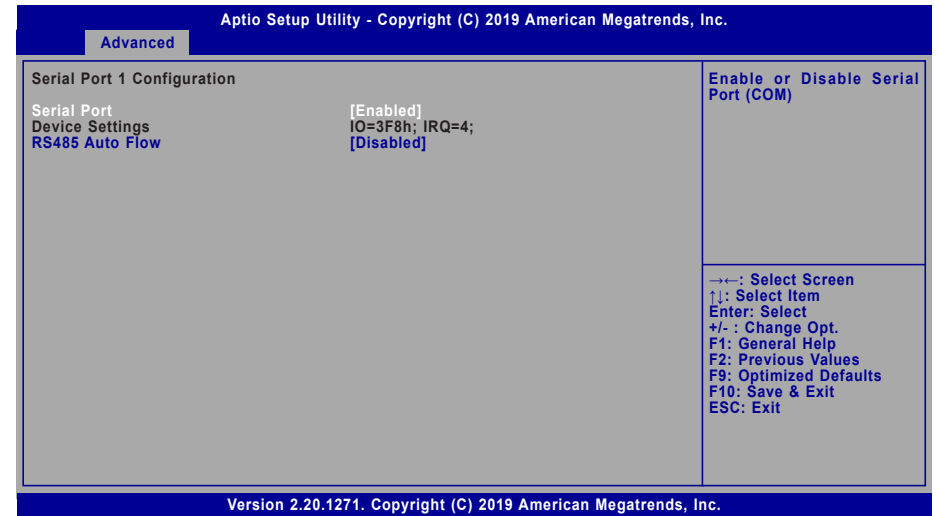 Aptio Setup Utility - Copyright (C) 2019 American Megatrends, Inc.
Advanced
Serial Port 1 Configuration
Serial Port [Enabled]
Device Settings IO=3F8h; IRQ=4;
RS485 Auto Flow [Disabled]
Enable or Disable Serial
Port (COM)
→←: Select Screen
↑↓: Select Item
Enter: Select
+/- : Change Opt.
F1: General Help
F2: Previous Values
F9: Optimized Defaults
F10: Save & Exit
ESC: Exit
Version 2.20.1271. Copyright (C) 2019 American Megatrends, Inc.